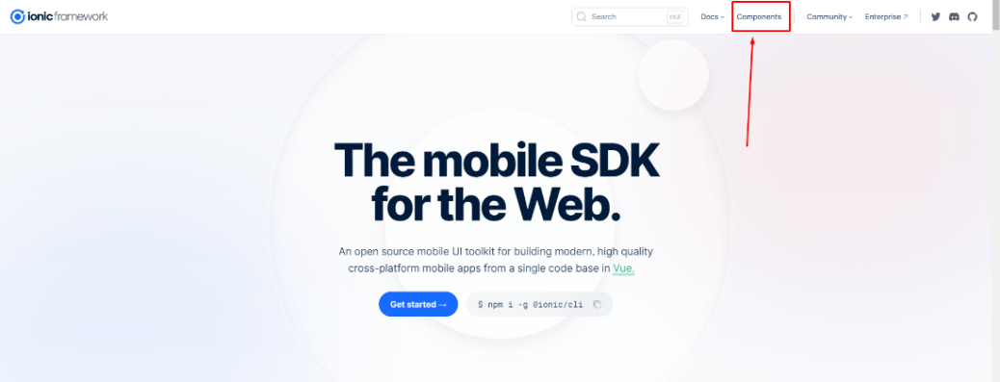 ionic framework
Search
Docs
Components
Community
Enterprise ↗
The mobile SDK
for the Web.
An open source mobile UI toolkit for building modern, high quality
cross-platform mobile apps from a single code base in Vue.
Get started →
$ npm i -g @ionic/cli